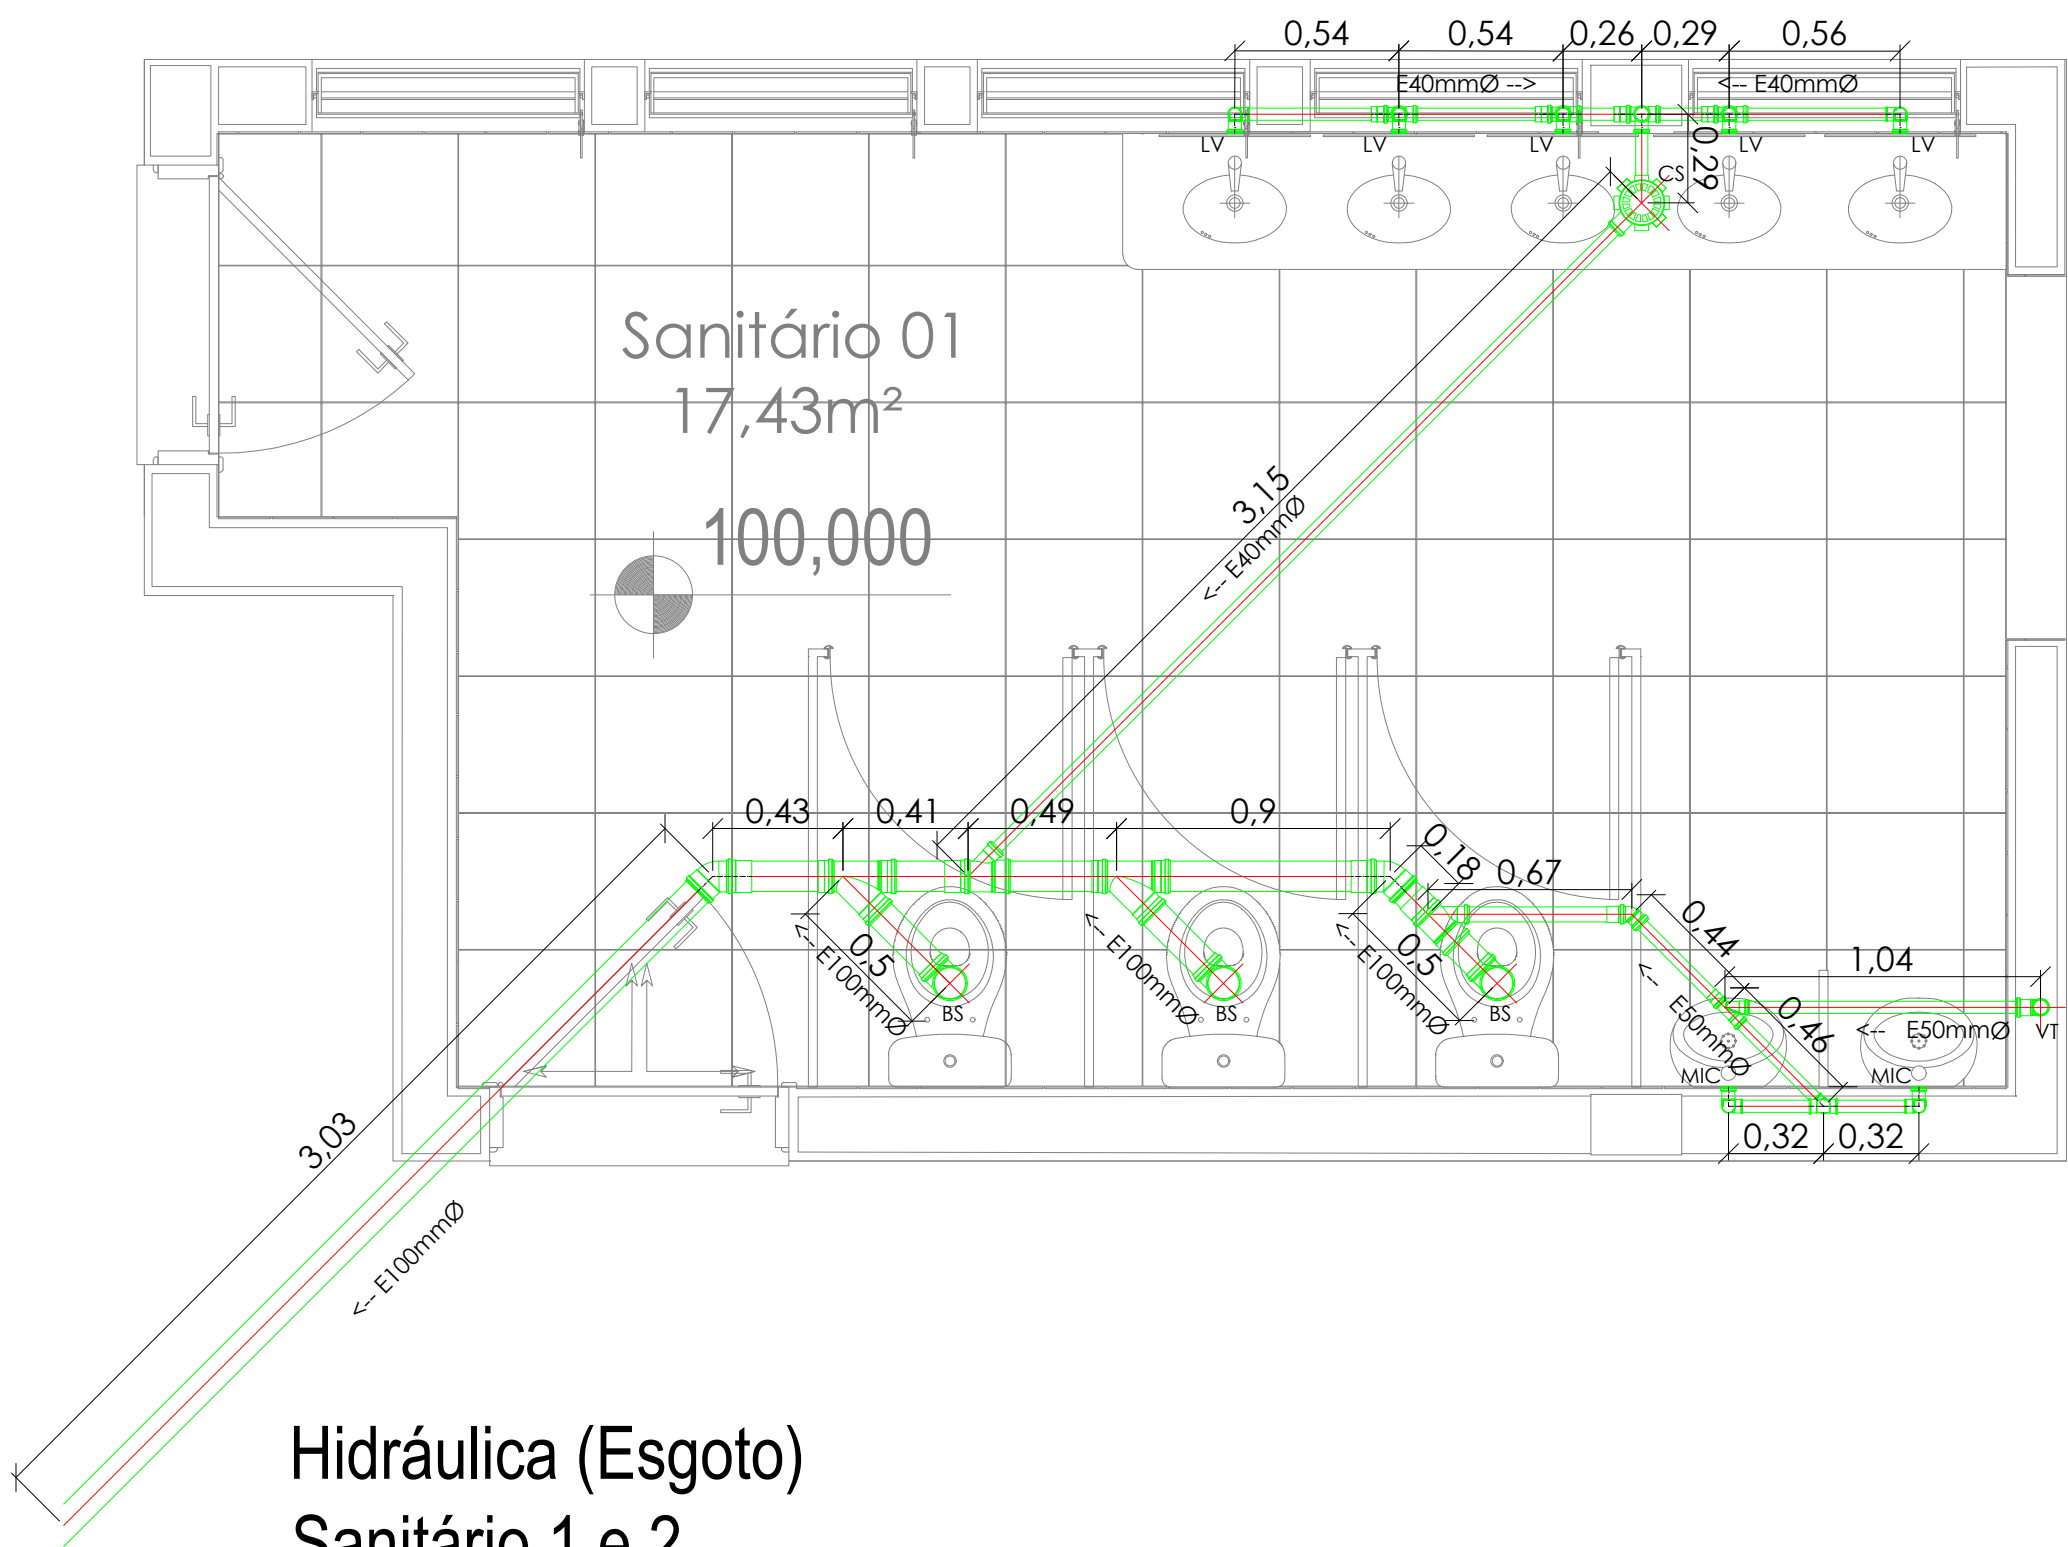 0,54
0,54
0,26
0,29
0,56
E40mmØ -->
<-- E40mmØ
LV
LV
LV
LV
LV
0,29
CS
Sanitário 01
17,43m²
100,000
3,15
<-- E40mmØ
0,43
0,41
0,49
0,9
0,18
0,67
0,44
1,04
0,5
<-- E100mmØ
<-- E100mmØ
0,5
<-- E100mmØ
<-- E50mmØ
0,46
<-- E50mmØ
VT
BS
BS
BS
MIC
MIC
0,32
0,32
3,03
<-- E100mmØ
Hidráulica (Esgoto)
Sanitário 1 e 2